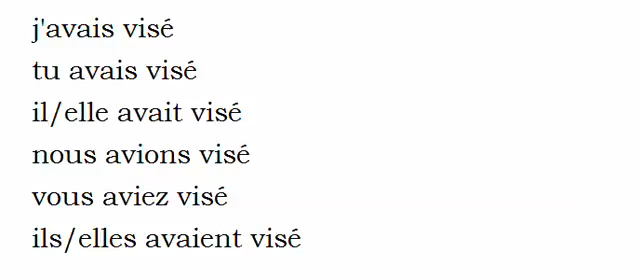 j'avais visé
tu avais visé
il/elle avait visé
nous avions visé
vous aviez visé
ils/elles avaient visé